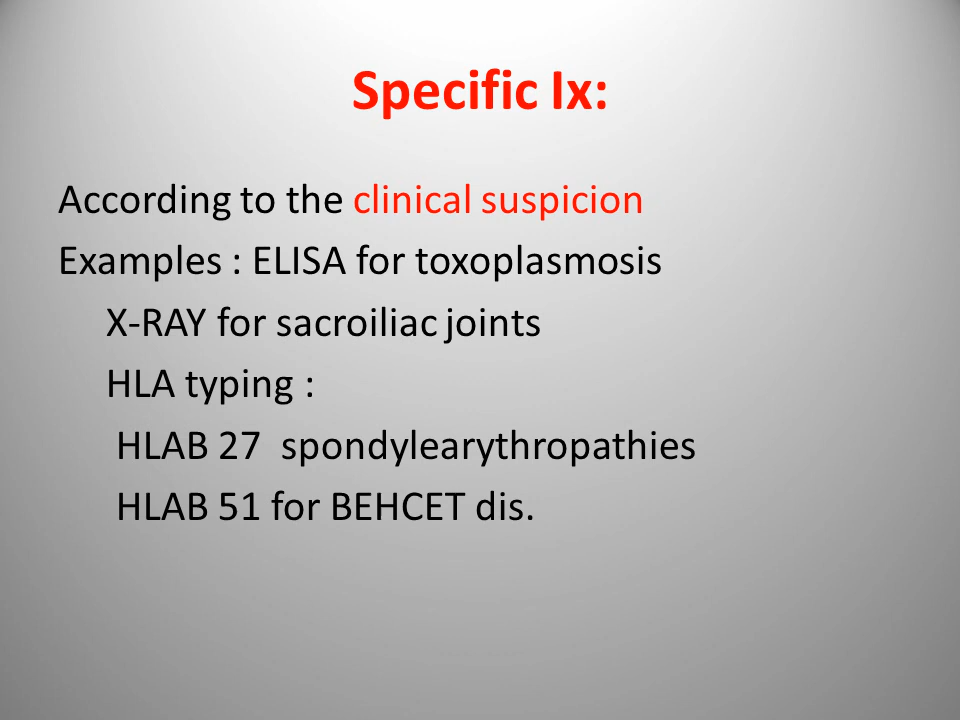 Specific Ix:
According to the clinical suspicion
Examples : ELISA for toxoplasmosis
X-RAY for sacroiliac joints
HLA typing :
HLAB 27  spondylearythropathies
HLAB 51 for BEHCET dis.